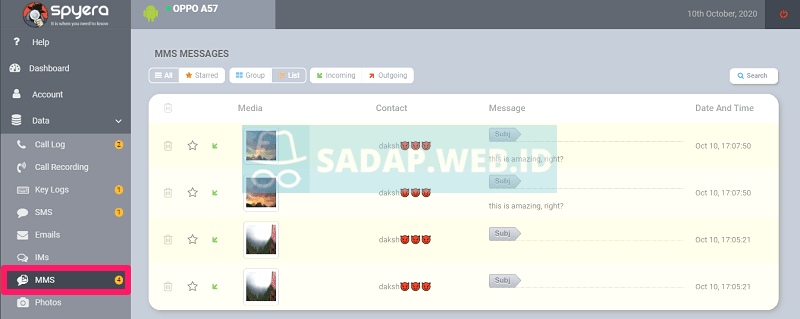 spyera
it is when you need to know
OPPO A57
10th October, 2020
Help
Dashboard
Account
Data
Call Log 2
Call Recording
Key Logs 1
SMS 1
Emails
IMs
MMS 4
Photos
MMS MESSAGES
All Starred Group List Incoming Outgoing Search
Media Contact Message Date And Time
daksh Subj Oct 10, 17:07:50
this is amazing, right?
SADAP.WEB.ID
daksh Subj Oct 10, 17:07:50
this is amazing, right?
daksh Subj Oct 10, 17:05:21
daksh Subj Oct 10, 17:05:21